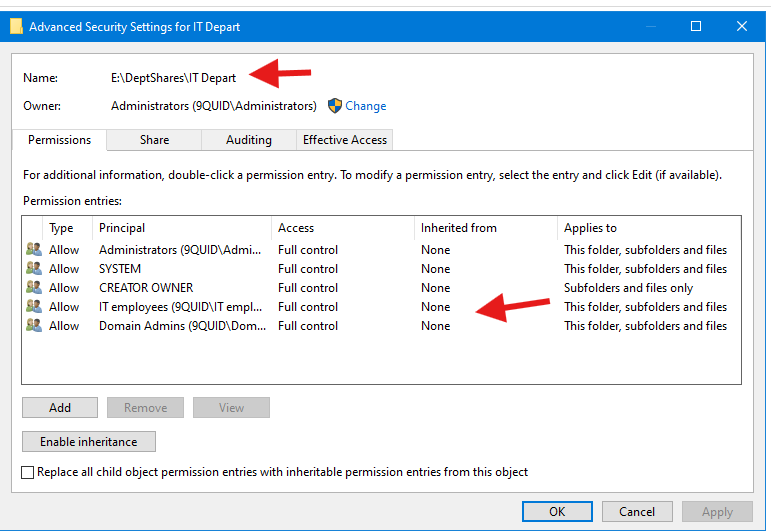 Advanced Security Settings for IT Depart
Name: E:\DeptShares\IT Depart
Owner: Administrators (9QUID\Administrators) Change
Permissions Share Auditing Effective Access
For additional information, double-click a permission entry. To modify a permission entry, select the entry and click Edit (if available).
Permission entries:
Type Principal Access Inherited from Applies to
Allow Administrators (9QUID\Admi... Full control None This folder, subfolders and files
Allow SYSTEM Full control None This folder, subfolders and files
Allow CREATOR OWNER Full control None Subfolders and files only
Allow IT employees (9QUID\IT empl... Full control None This folder, subfolders and files
Allow Domain Admins (9QUID\Dom... Full control None This folder, subfolders and files
Add Remove View
Enable inheritance
Replace all child object permission entries with inheritable permission entries from this object
OK Cancel Apply